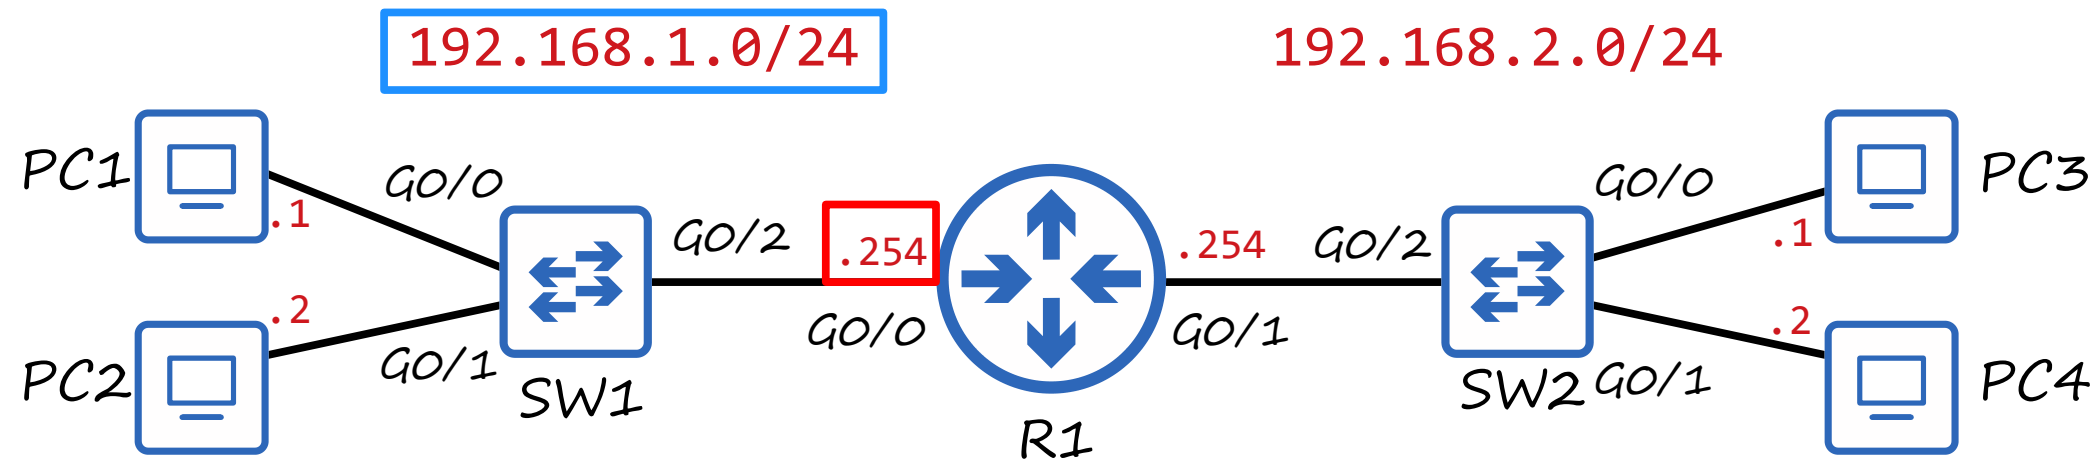 192.168.1.0/24
192.168.2.0/24
PC1
.1
G0/0
PC2
.2
G0/1
SW1
G0/2
.254
G0/0
R1
.254
G0/1
G0/2
SW2
G0/0
.1
PC3
G0/1
.2
PC4